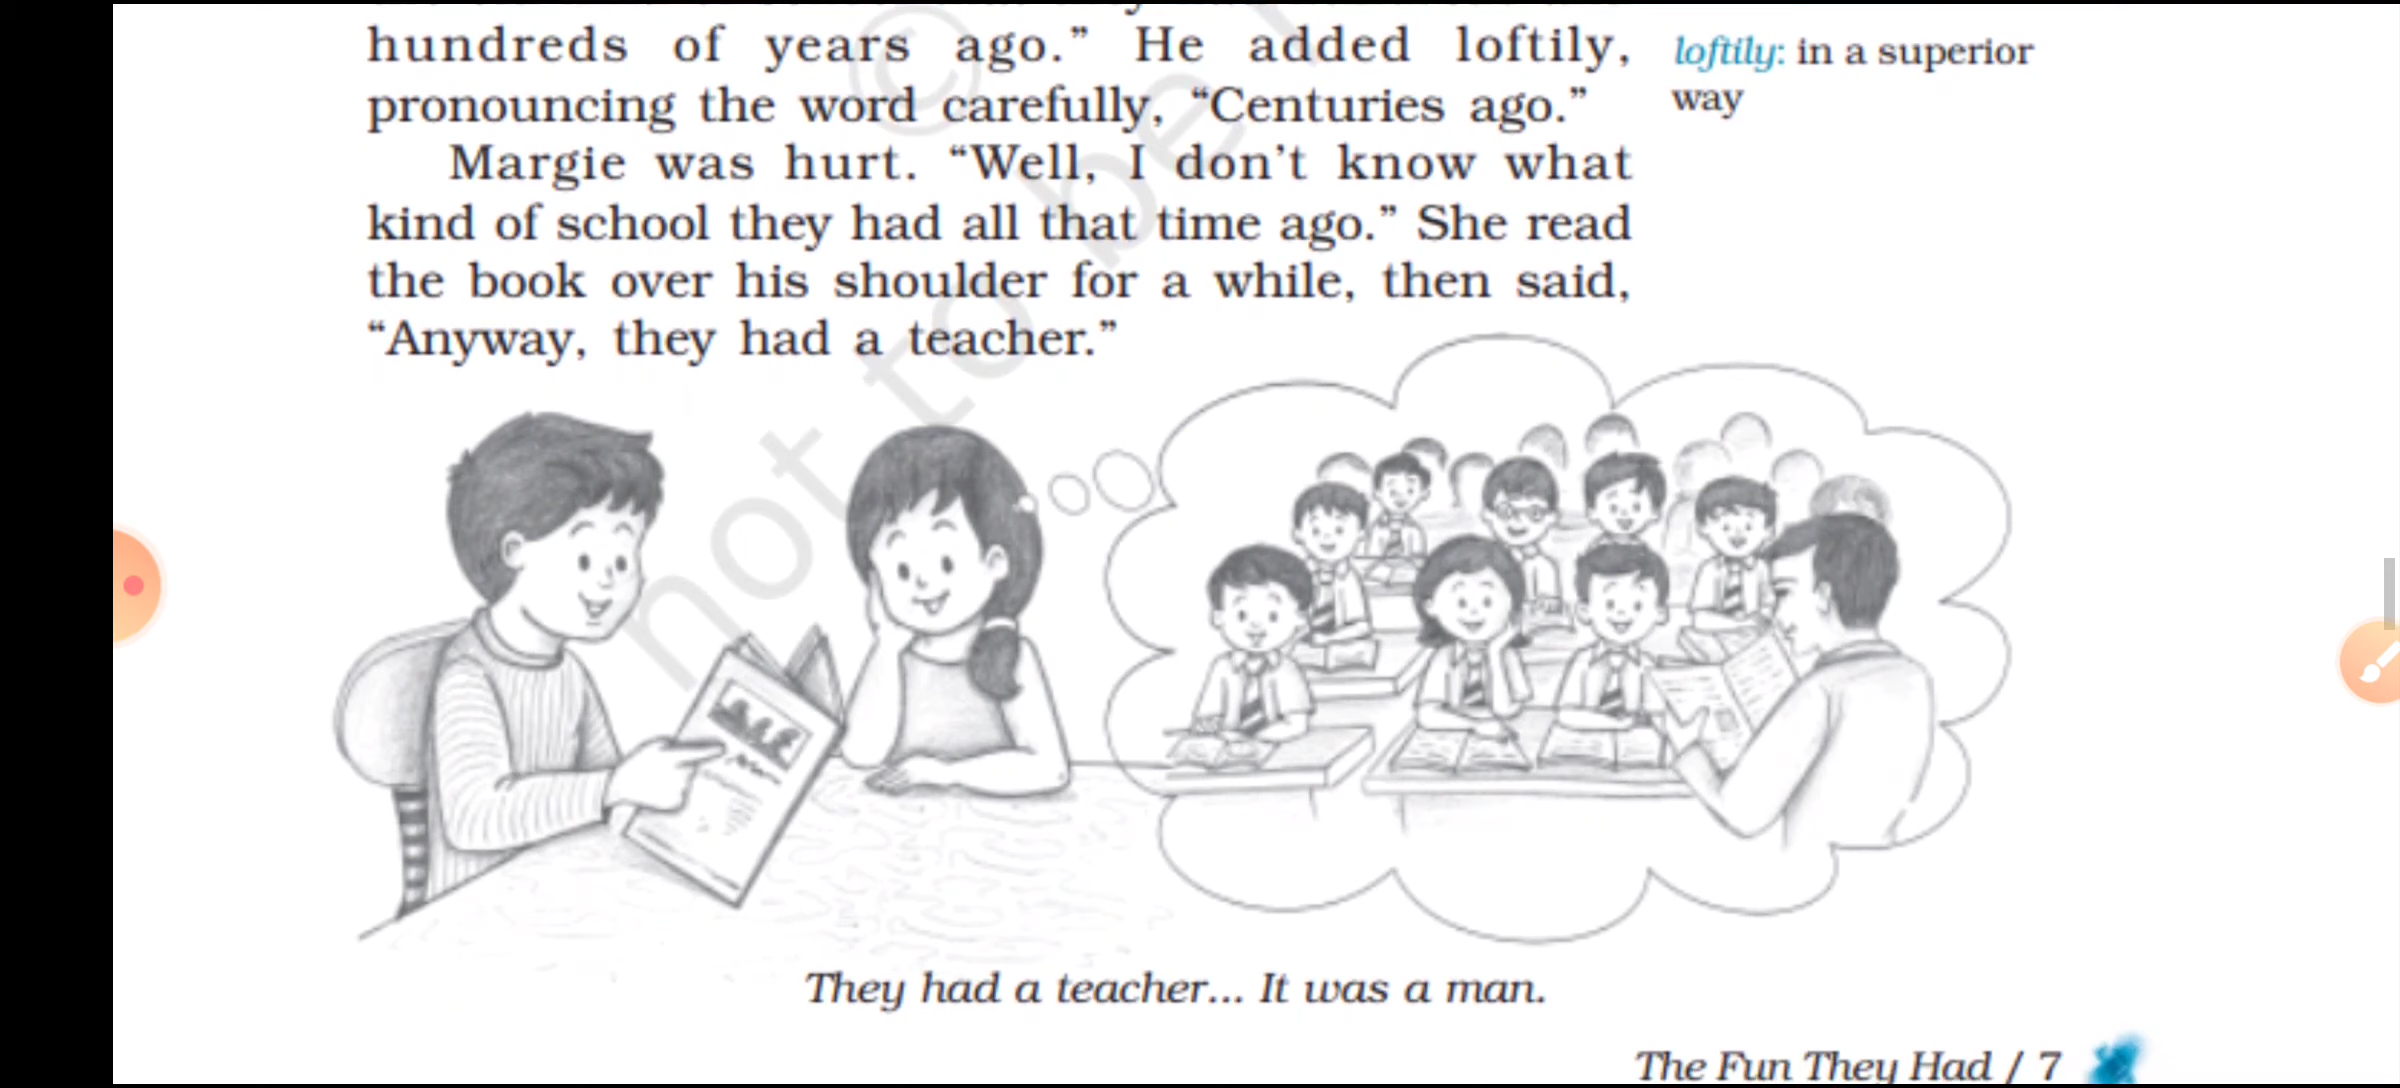 hundreds of years ago.” He added loftily,
pronouncing the word carefully, “Centuries ago.”
loftily: in a superior
way
Margie was hurt. “Well, I don’t know what
kind of school they had all that time ago.” She read
the book over his shoulder for a while, then said,
“Anyway, they had a teacher.”
© not to be
They had a teacher... It was a man.
The Fun They Had / 7